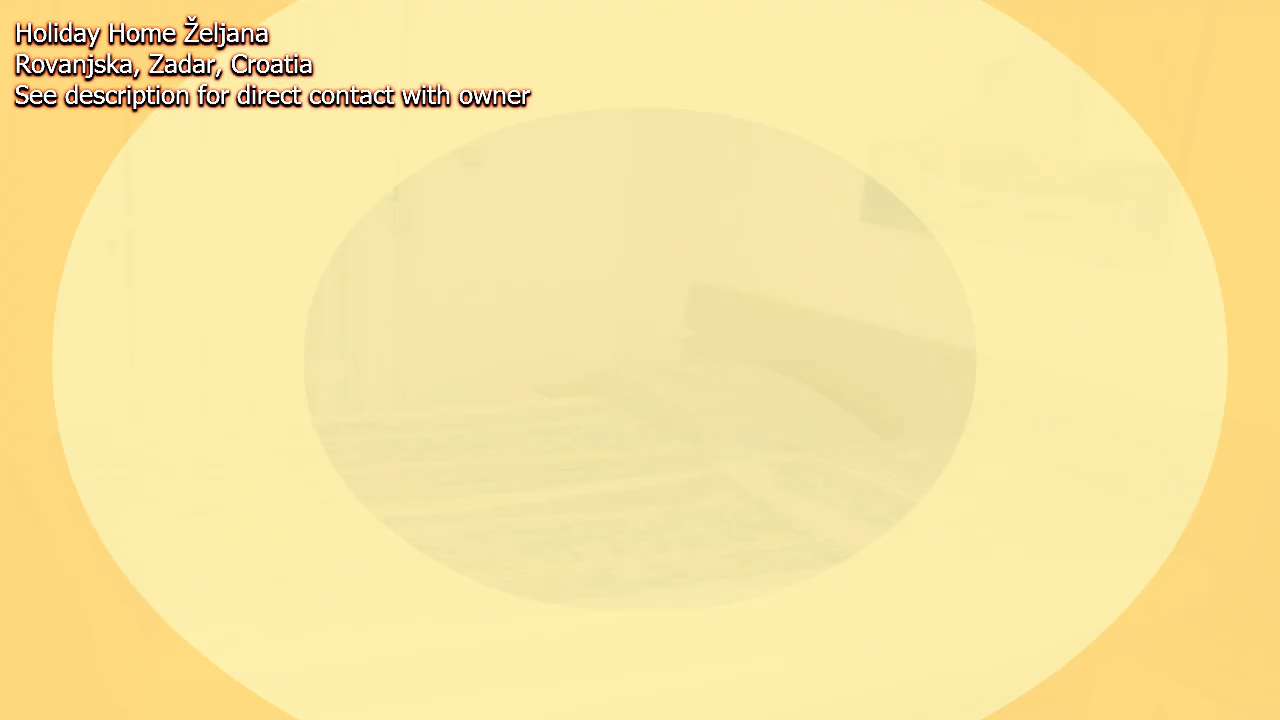 Holiday Home Željana
Rovanjska, Zadar, Croatia
See description for direct contact with owner